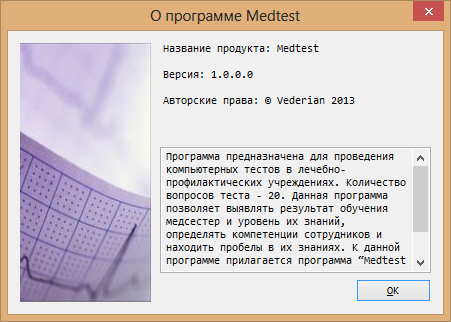 О программе Medtest
Название продукта: Medtest
Версия: 1.0.0.0
Авторские права: © Vederian 2013
Программа предназначена для проведения
компьютерных тестов в лечебно-
профилактических учреждениях. Количество
вопросов теста - 20. Данная программа
позволяет выявлять результат обучения
медсестер и уровень их знаний,
определять компетенции сотрудников и
находить пробелы в их знаниях. К данной
программе прилагается программа “Medtest
OK